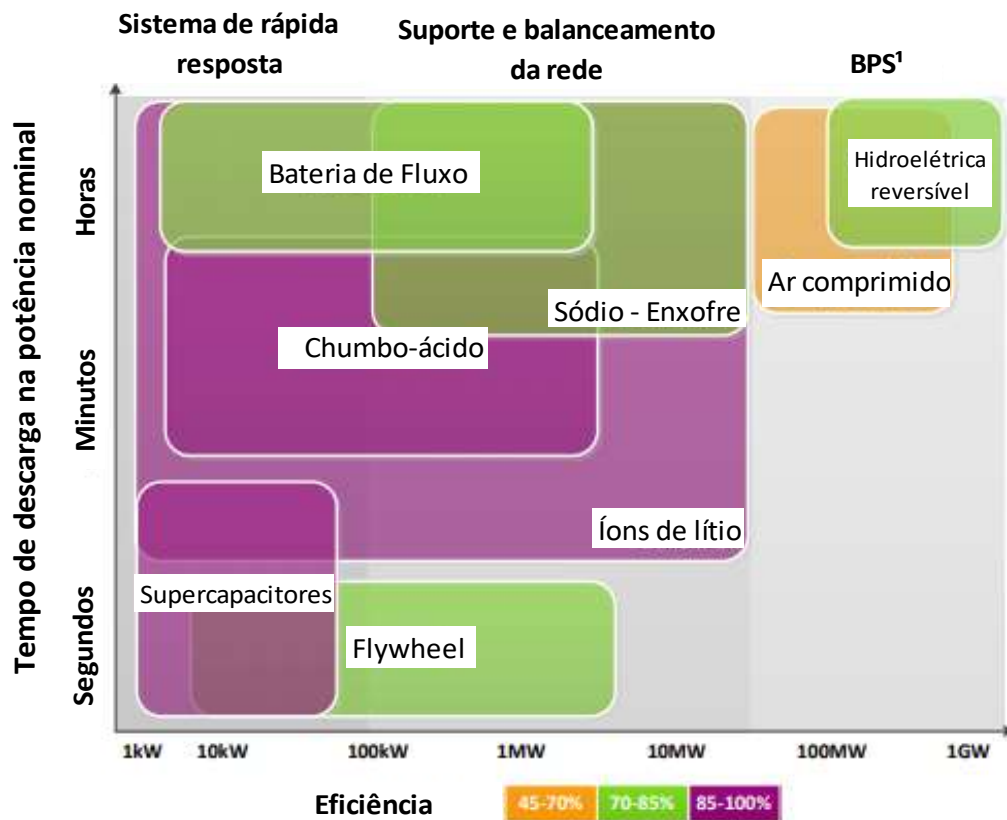 Sistema de rápida
resposta
Suporte e balanceamento
da rede
BPS¹
Tempo de descarga na potência nominal
Horas
Minutos
Segundos
Bateria de Fluxo
Hidroelétrica
reversível
Ar comprimido
Sódio - Enxofre
Chumbo-ácido
Íons de lítio
Supercapacitores
Flywheel
1kW 10kW 100kW 1MW 10MW 100MW 1GW
Eficiência 45-70% 70-85% 85-100%